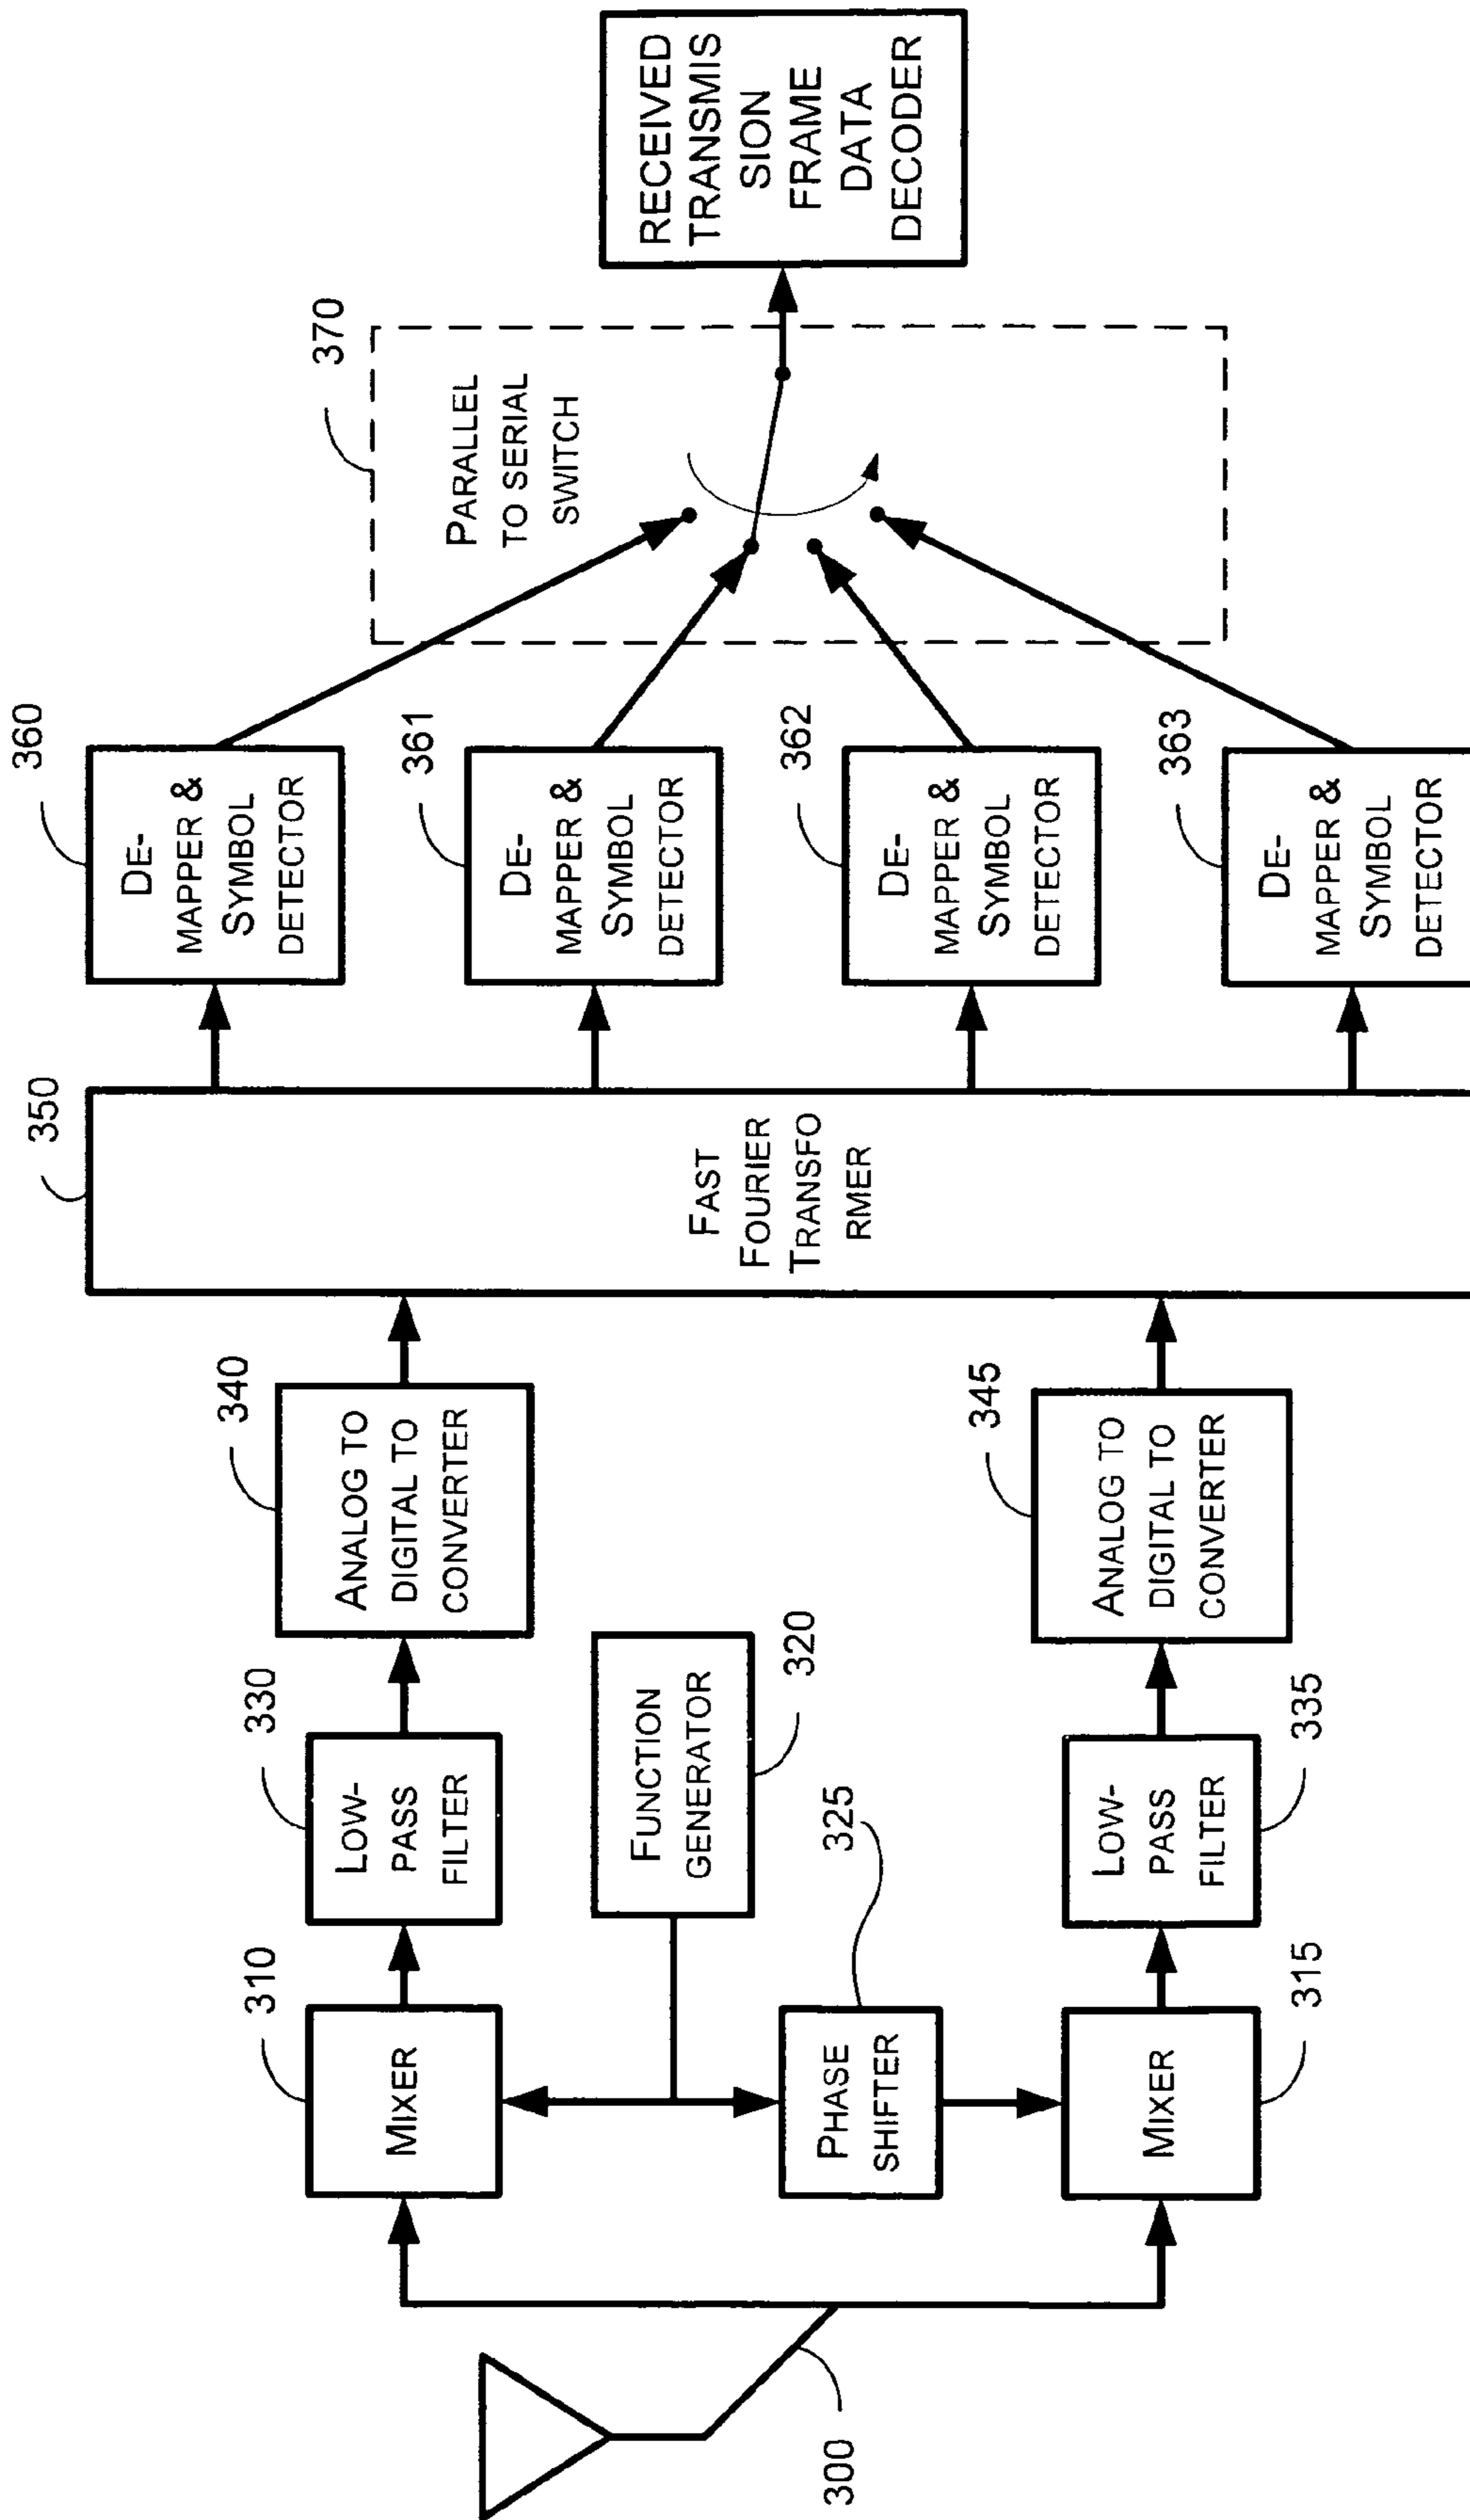 300
310
MIXER
330
LOW-
PASS
FILTER
340
ANALOG TO
DIGITAL TO
CONVERTER
FUNCTION
GENERATOR
320
325
PHASE
SHIFTER
MIXER
315
LOW-
PASS
FILTER
335
345
ANALOG TO
DIGITAL TO
CONVERTER
350
FAST
FOURIER
TRANSFO
RMER
360
DE-
MAPPER &
SYMBOL
DETECTOR
361
DE-
MAPPER &
SYMBOL
DETECTOR
362
DE-
MAPPER &
SYMBOL
DETECTOR
363
DE-
MAPPER &
SYMBOL
DETECTOR
370
PARALLEL
TO SERIAL
SWITCH
RECEIVED
TRANSMIS
SION
FRAME
DATA
DECODER